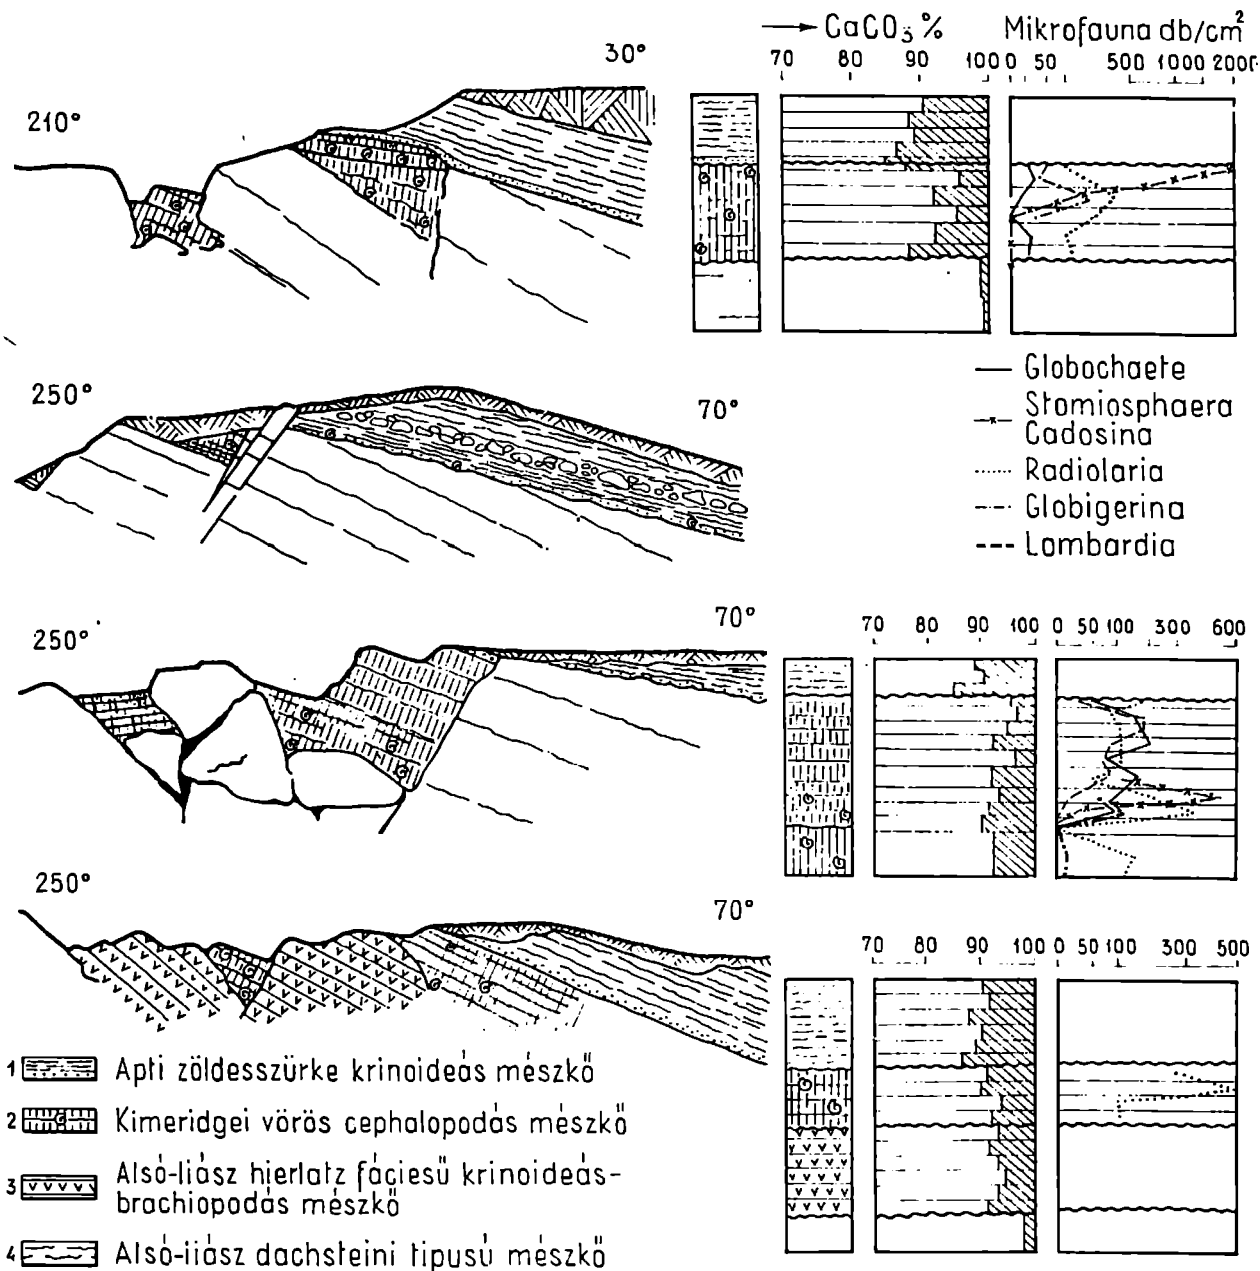 → CaCO₃ % Mikrofauna db/cm²
70 80 90 100 0 50 500 1000 2000
30°
210°
Globochaete
Stomiosphaera
Cadosina
Radiolaria
Globigerina
Lombardia
250°
70°
70 80 90 100 0 50 100 300 600
250°
70°
250°
70°
70 80 90 100 0 50 100 300 500
1 Apti zöldesszürke krinoideás mészkő
2 Kimeridgei vörös cephalopodás mészkő
3 Alsó-liász hierlatz fáciesű krinoideás-
brachiopodás mészkő
4 Alsó-liász dachsteini tipusú mészkő